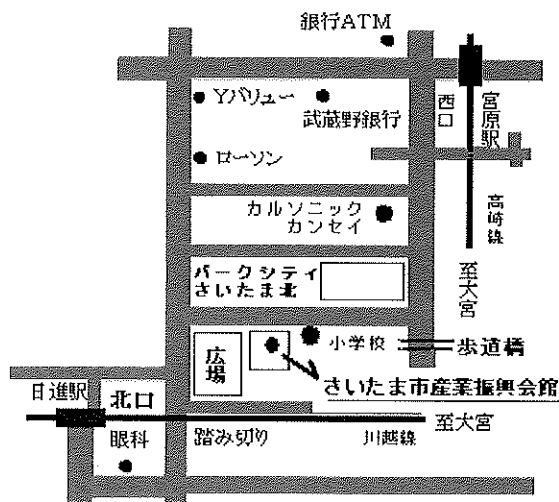 銀行ATM
Yバリュー
武蔵野銀行
西口
宮原駅
ローソン
高崎線
カルソニック
カンセイ
至大宮
パークシティ
さいたま北
広場
小学校
歩道橋
さいたま市産業振興会館
日進駅
北口
眼科
踏み切り
川越線
至大宮